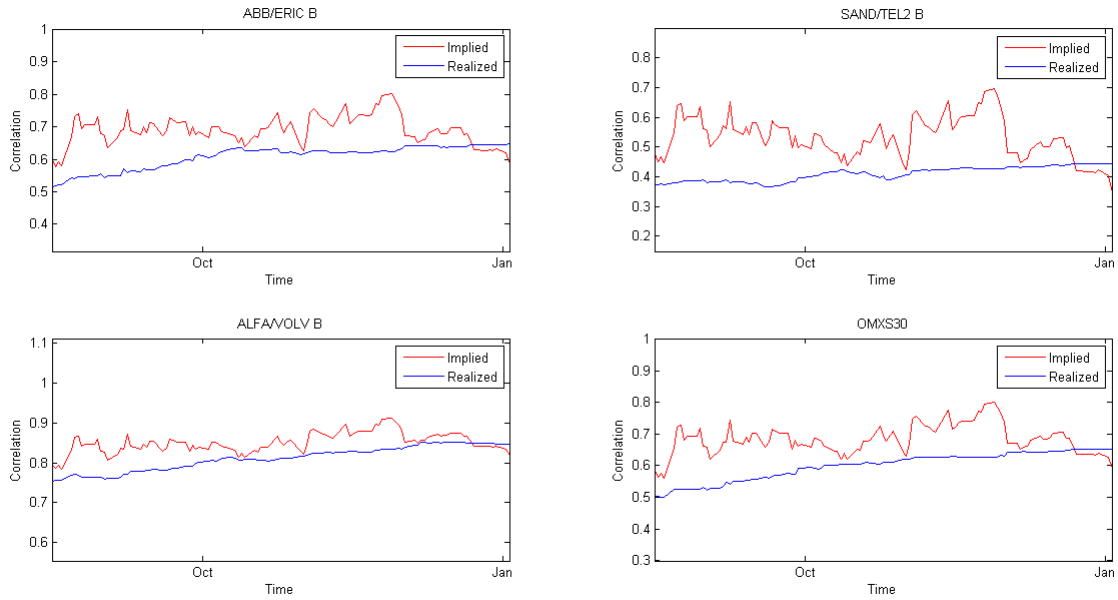 ABB/ERIC B
1
0.9
0.8
0.7
0.6
0.5
0.4
Correlation
Implied
Realized
Oct
Jan
Time
SAND/TEL2 B
0.8
0.7
0.6
0.5
0.4
0.3
0.2
Correlation
Implied
Realized
Oct
Jan
Time
ALFA/VOLV B
1.1
1
0.9
0.8
0.7
0.6
Correlation
Implied
Realized
Oct
Jan
Time
OMXS30
1
0.9
0.8
0.7
0.6
0.5
0.4
0.3
Correlation
Implied
Realized
Oct
Jan
Time